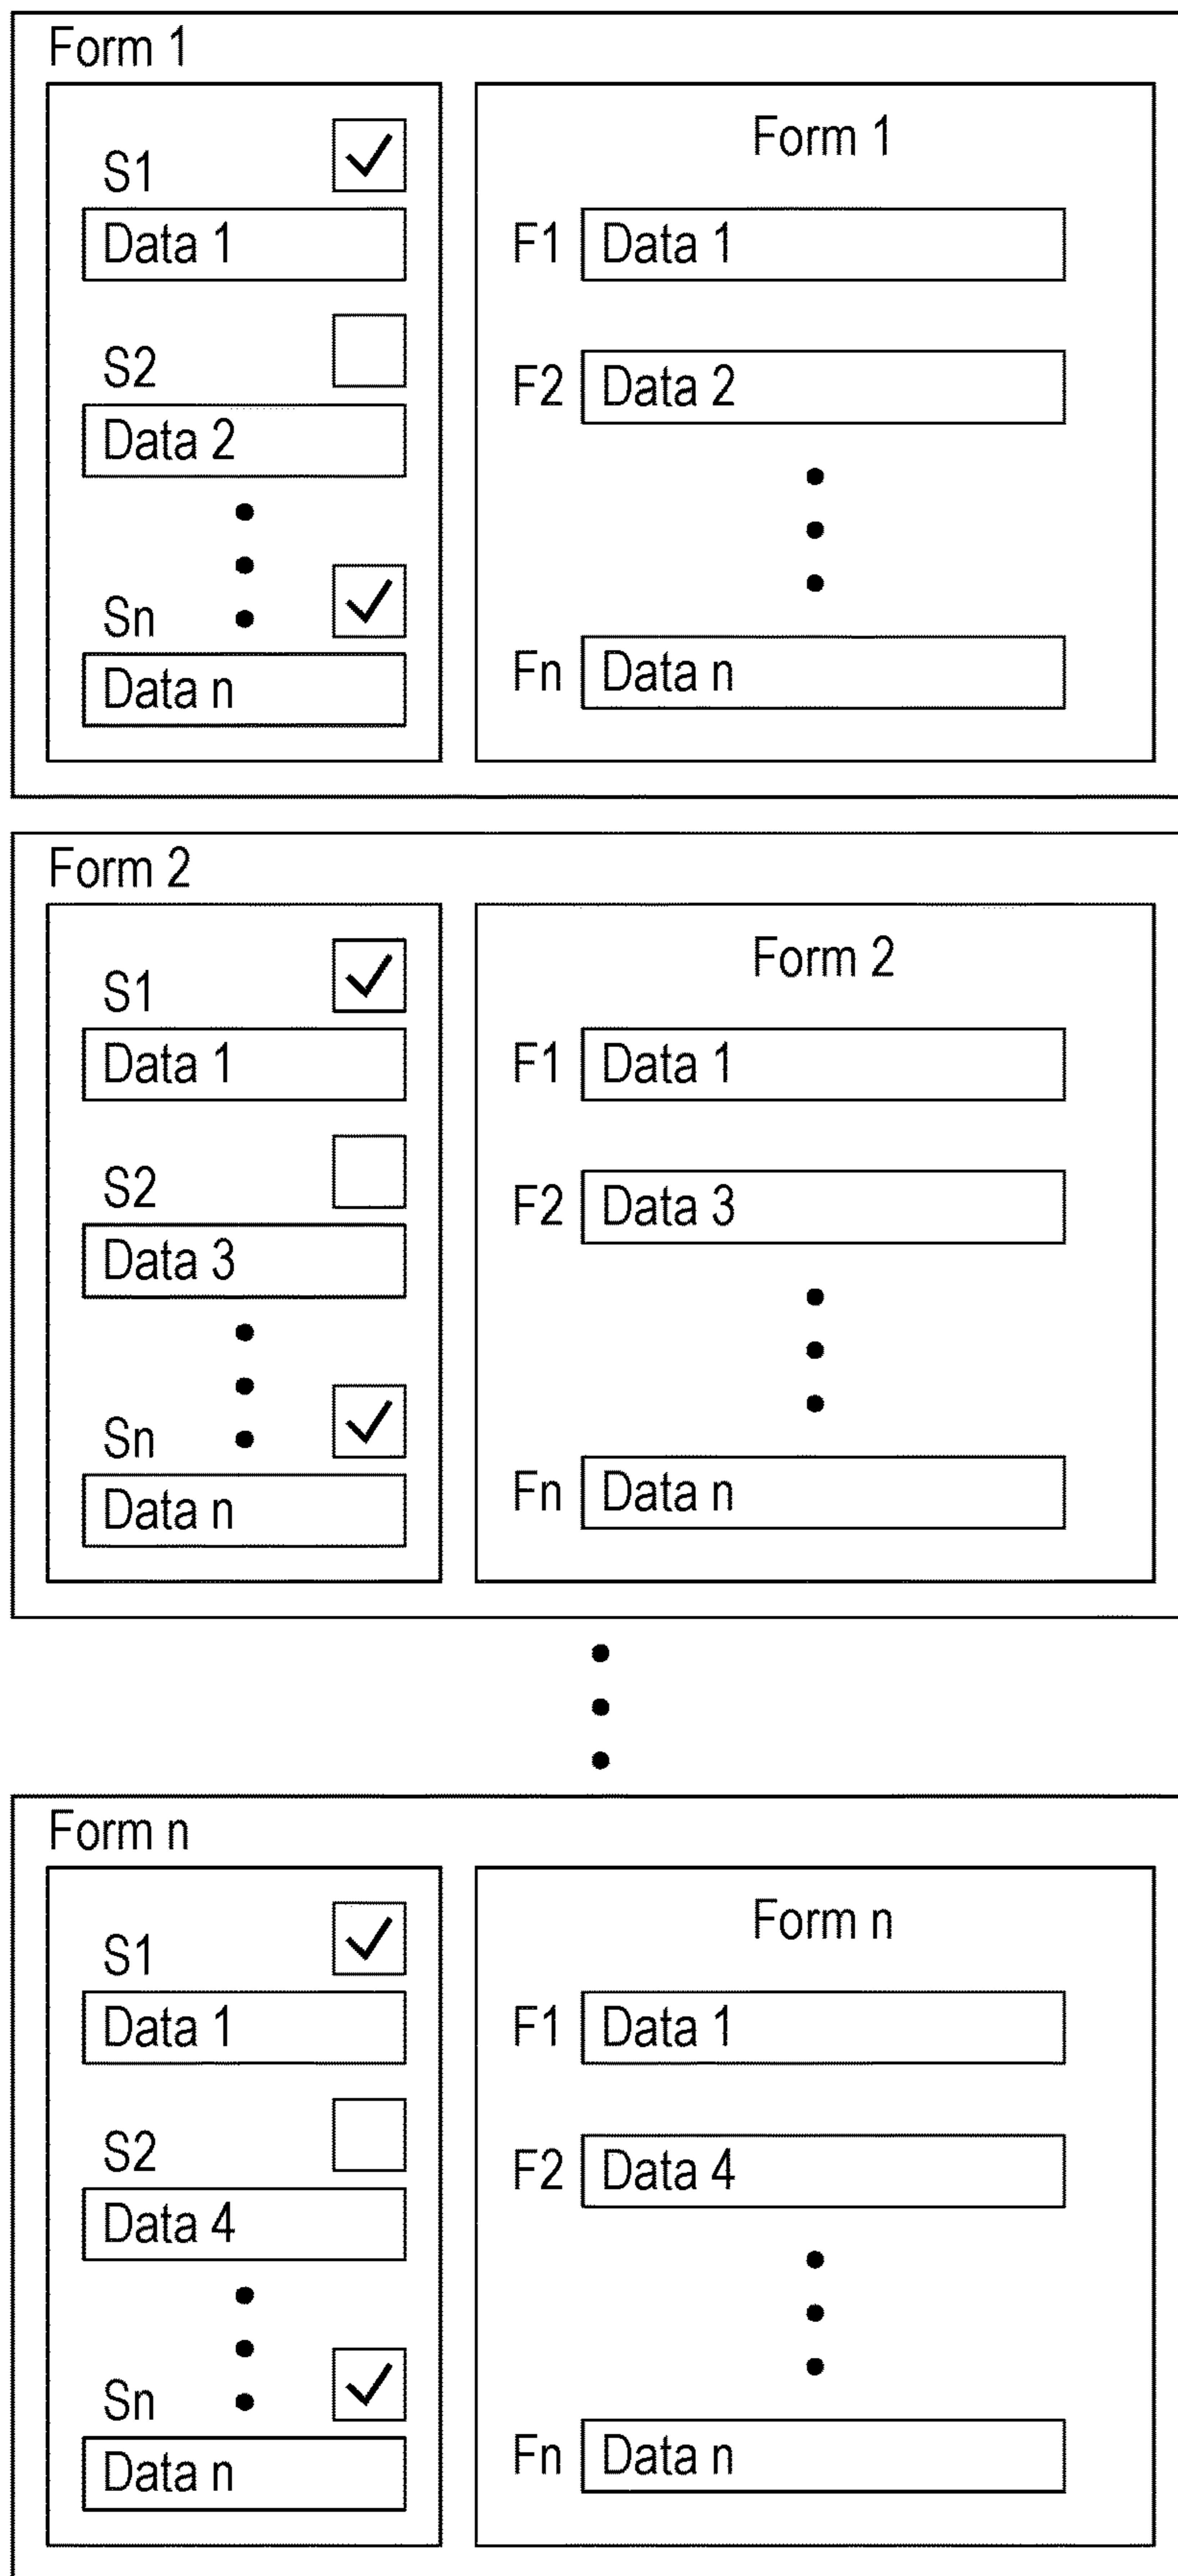 Form 1
S1
Data 1
S2
Data 2
Sn
Data n
Form 1
F1 Data 1
F2 Data 2
Fn Data n
Form 2
S1
Data 1
S2
Data 3
Sn
Data n
Form 2
F1 Data 1
F2 Data 3
Fn Data n
Form n
S1
Data 1
S2
Data 4
Sn
Data n
Form n
F1 Data 1
F2 Data 4
Fn Data n